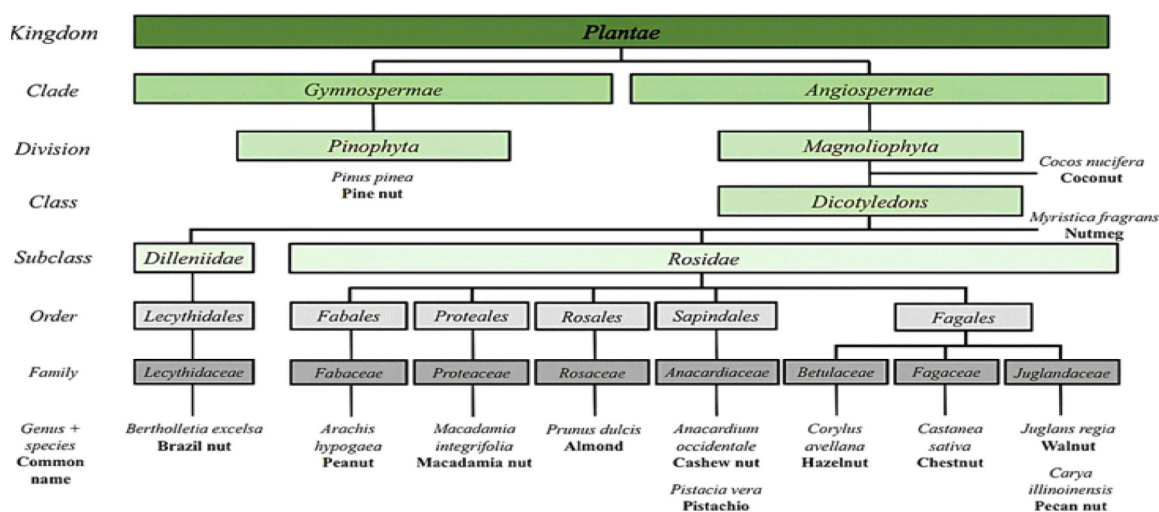 Kingdom
Plantae
Clade
Gymnospermae
Angiospermae
Division
Pinophyta
Magnoliophyta
Pinus pinea
Pine nut
Cocos nucifera
Coconut
Class
Dicotyledons
Myristica fragrans
Nutmeg
Subclass
Dilleniidae
Rosidae
Order
Lecythidales
Fabales
Proteales
Rosales
Sapindales
Fagales
Family
Lecythidaceae
Fabaceae
Proteaceae
Rosaceae
Anacardiaceae
Betulaceae
Fagaceae
Juglandaceae
Genus +
species
Common
name
Bertholletia excelsa
Brazil nut
Arachis
hypogaea
Peanut
Macadamia
integrifolia
Macadamia nut
Prunus dulcis
Almond
Anacardium
occidentale
Cashew nut
Pistacia vera
Pistachio
Corylus
avellana
Hazelnut
Castanea
sativa
Chestnut
Juglans regia
Walnut
Carya
illinoinensis
Pecan nut